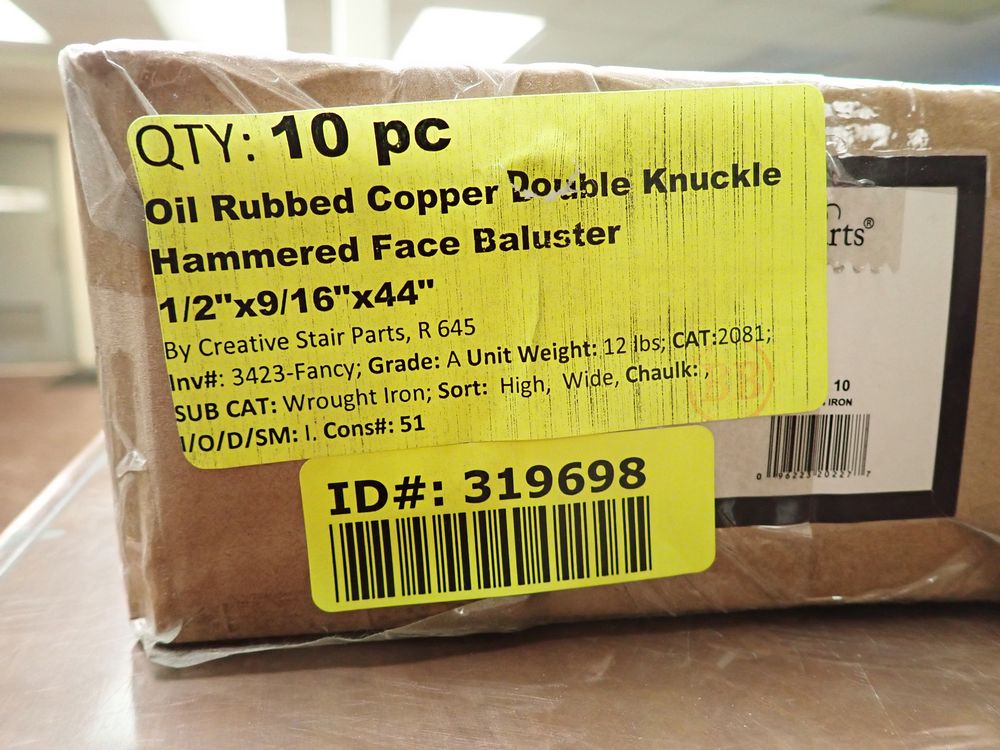 QTY: 10 pc
Oil Rubbed Copper Double Knuckle
Hammered Face Baluster
1/2"x9/16"x44"
By Creative Stair Parts, R 645
Inv#: 3423-Fancy; Grade: A Unit Weight: 12 lbs; CAT:2081;
SUB CAT: Wrought Iron; Sort: High, Wide, Chaulk: ,
I/O/D/SM: I. Cons#: 51
ID#: 319698
rts®
10
IRON